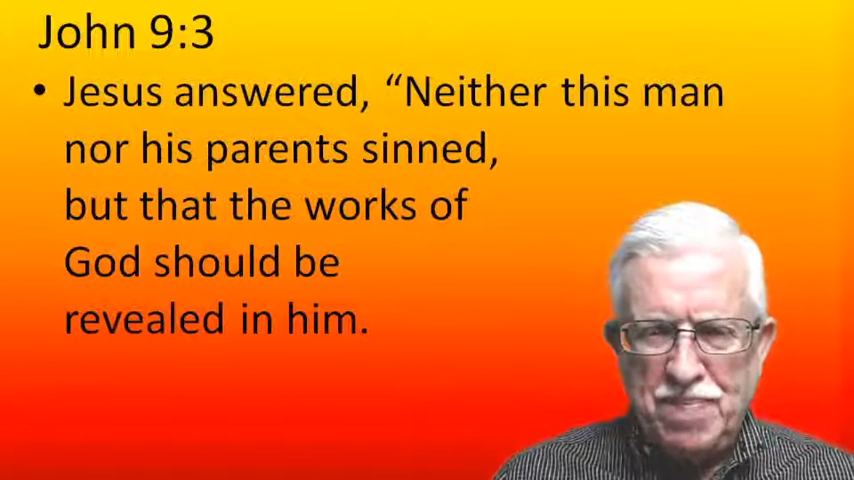 John 9:3
• Jesus answered, “Neither this man
nor his parents sinned,
but that the works of
God should be
revealed in him.